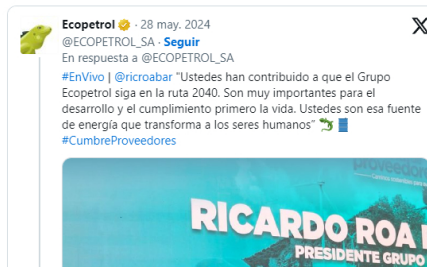 Ecopetrol · 28 may. 2024
@ECOPETROL_SA · Seguir
En respuesta a @ECOPETROL_SA
#EnVivo | @ricroabar "Ustedes han contribuido a que el Grupo
Ecopetrol siga en la ruta 2040. Son muy importantes para el
desarrollo y el cumplimiento primero la vida. Ustedes son esa fuente
de energía que transforma a los seres humanos” 🦎🛢️
#CumbreProveedores
proveedores
RICARDO ROA
PRESIDENTE GRUPO